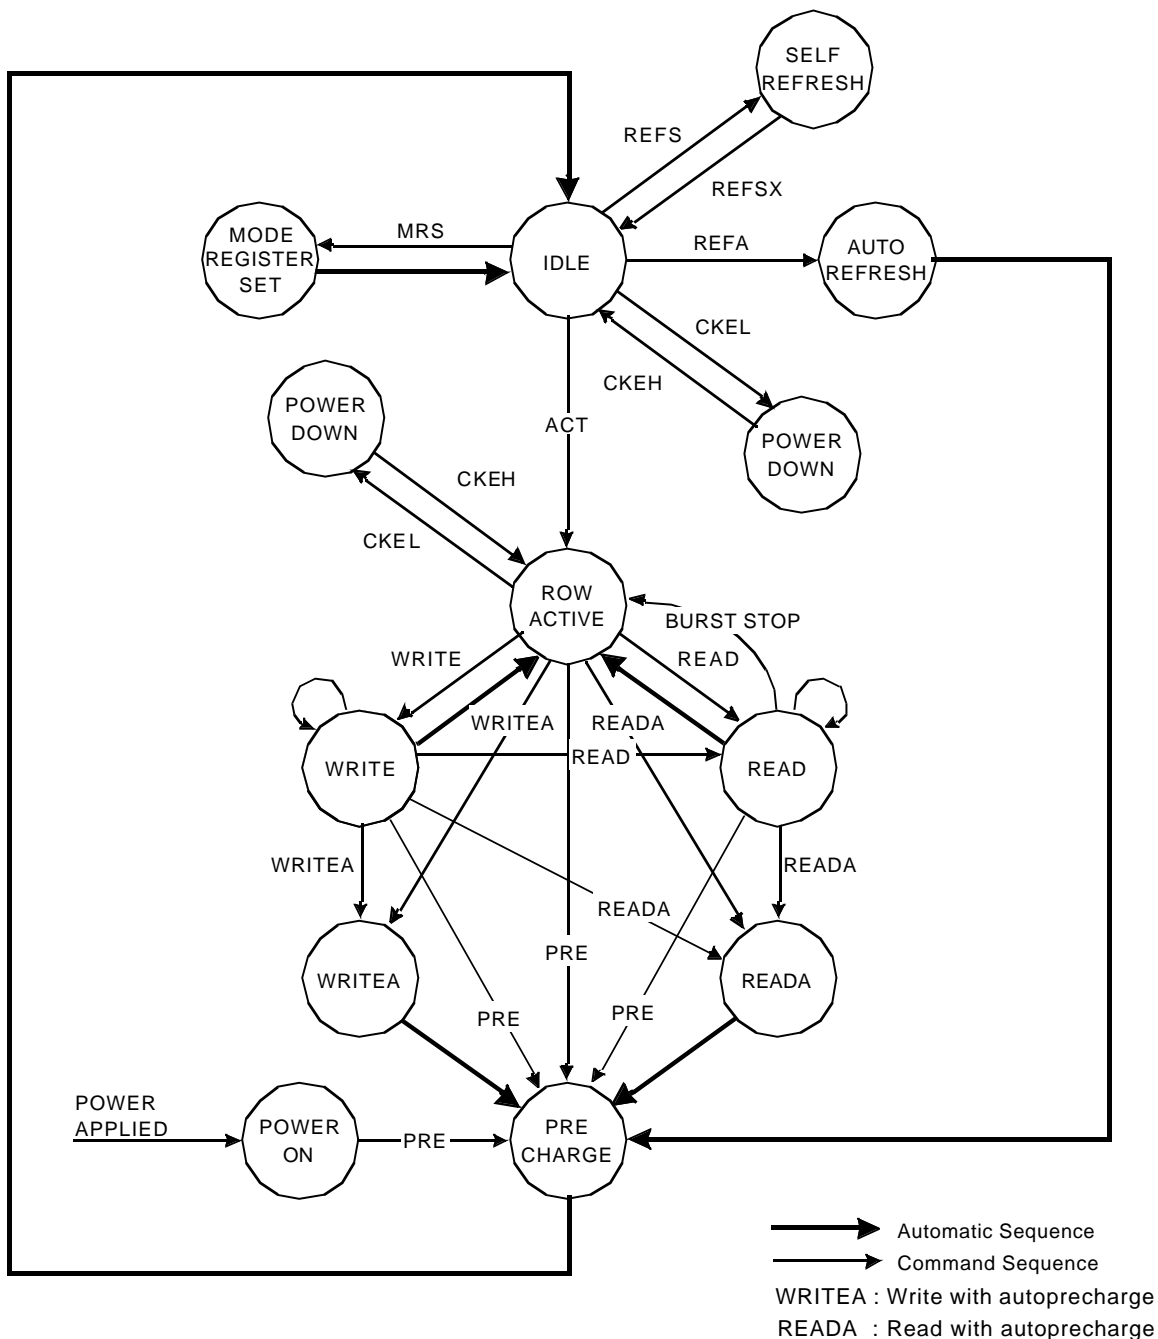 SELF
REFRESH
REFS
REFSX
MODE
REGISTER
SET
MRS
IDLE
REFA
AUTO
REFRESH
CKEL
CKEH
POWER
DOWN
ACT
POWER
DOWN
CKEH
CKEL
ROW
ACTIVE
BURST STOP
WRITE
READ
WRITEA
READA
WRITE
READ
READ
WRITEA
READA
READA
WRITEA
PRE
READA
PRE
PRE
POWER
APPLIED
POWER
ON
PRE
PRE
CHARGE
Automatic Sequence
Command Sequence
WRITEA : Write with autoprecharge
READA : Read with autoprecharge